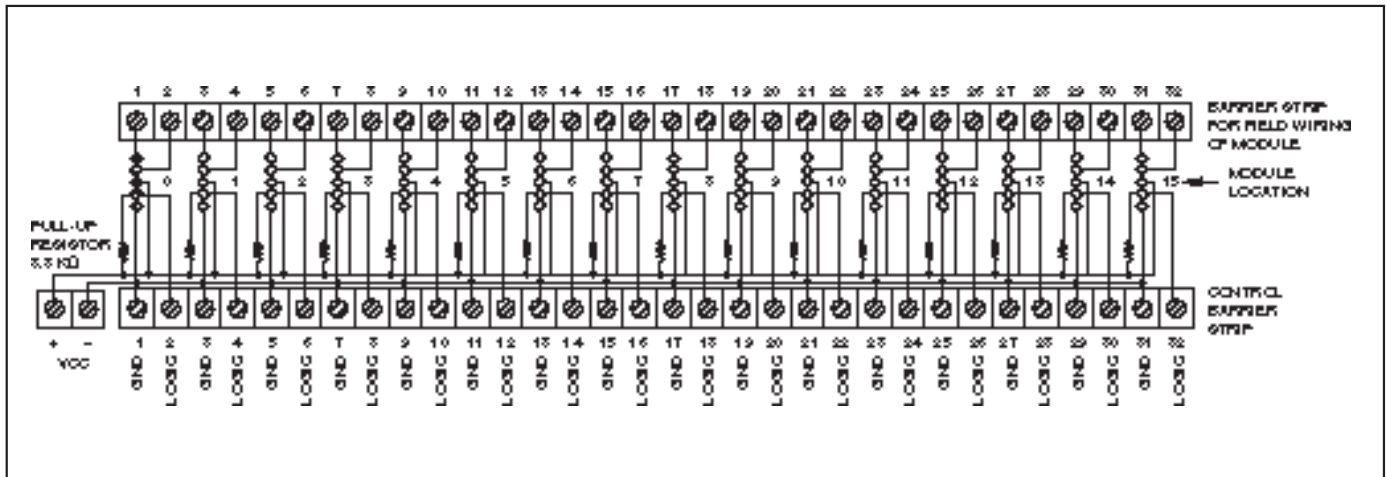 1 2 3 4 5 6 7 8 9 10 11 12 13 14 15 16 17 18 19 20 21 22 23 24 25 26 27 28 29 30 31 32
BARRIER STRIP
FOR FIELD WIRING
OF MODULE
0 1 2 3 4 5 6 7 8 9 10 11 12 13 14 15
MODULE
LOCATION
PULL-UP
RESISTOR
3.3 KΩ
CONTROL
BARRIER
STRIP
+ -
VCC
1 2 3 4 5 6 7 8 9 10 11 12 13 14 15 16 17 18 19 20 21 22 23 24 25 26 27 28 29 30 31 32
GND LOGIC GND LOGIC GND LOGIC GND LOGIC GND LOGIC GND LOGIC GND LOGIC GND LOGIC GND LOGIC GND LOGIC GND LOGIC GND LOGIC GND LOGIC GND LOGIC GND LOGIC GND LOGIC